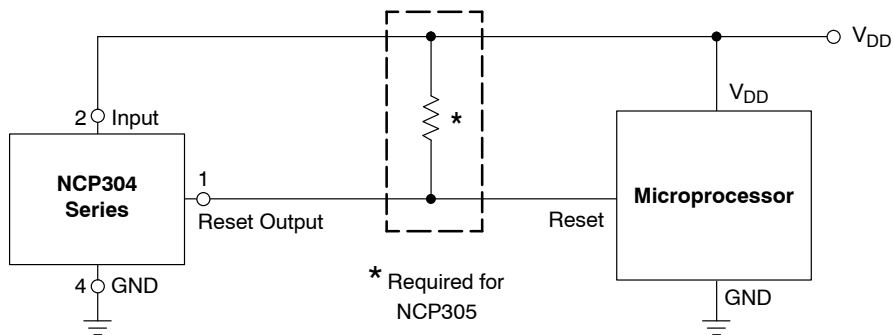 V_DD
2 Input
V_DD
*
NCP304
Series
1
Reset Output
Reset
Microprocessor
4 GND
* Required for
NCP305
GND